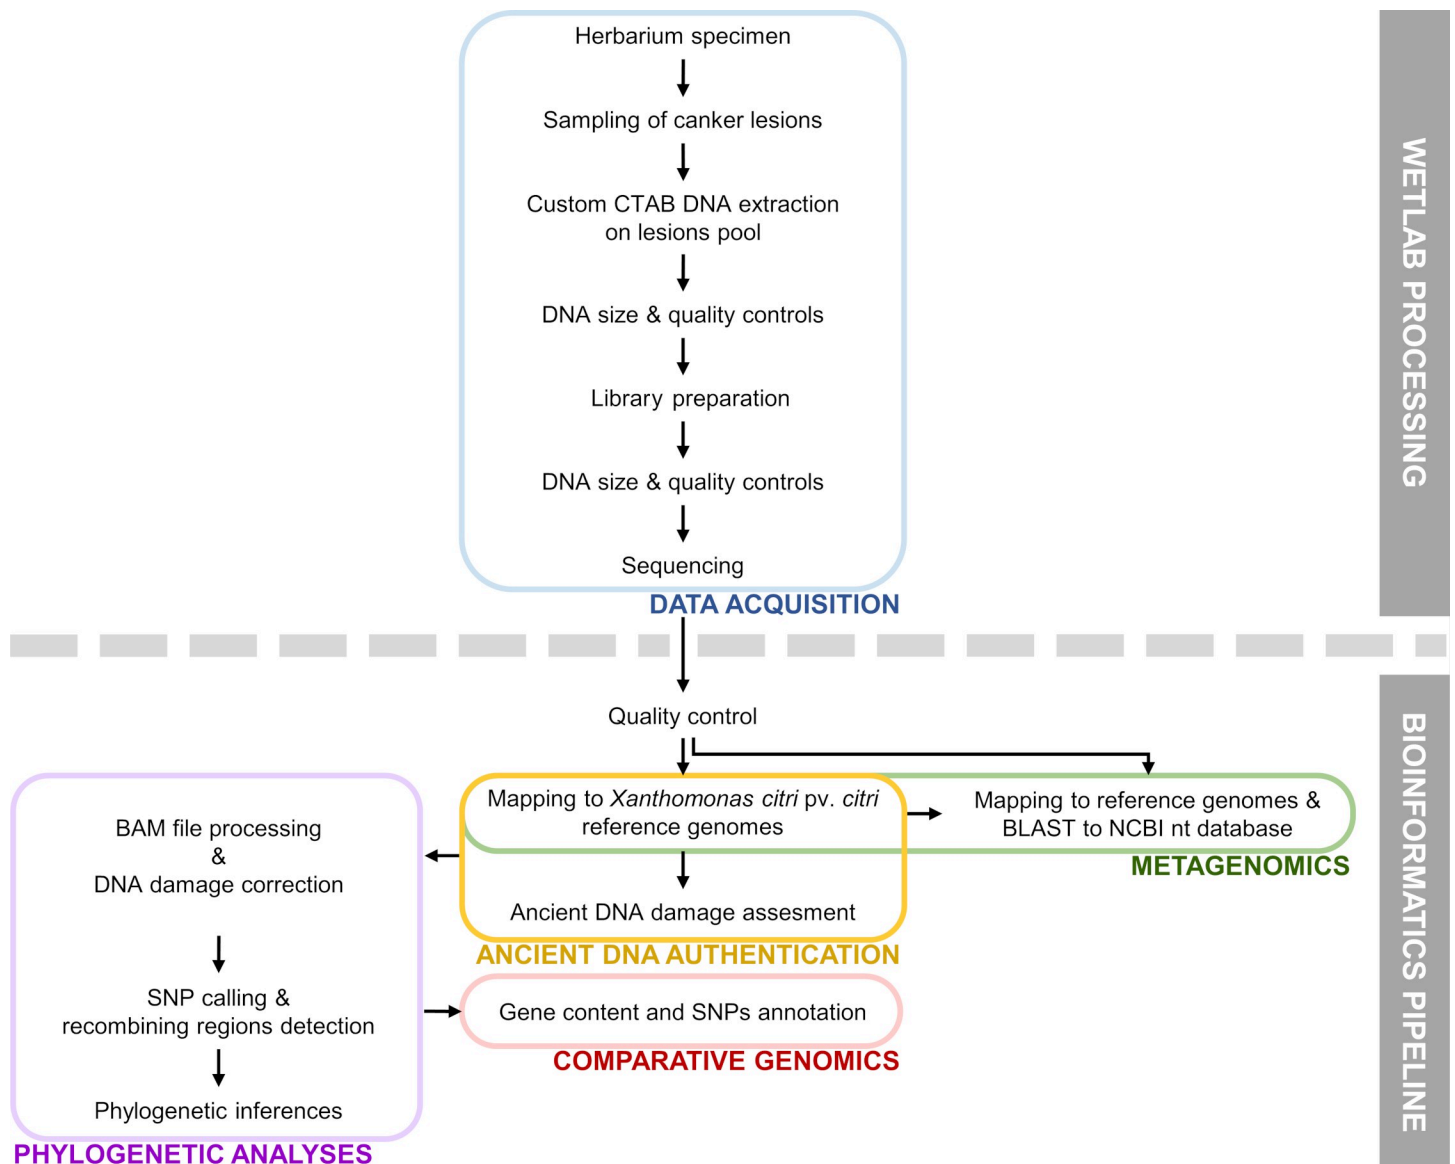 Herbarium specimen
Sampling of canker lesions
Custom CTAB DNA extraction
on lesions pool
DNA size & quality controls
Library preparation
DNA size & quality controls
Sequencing
DATA ACQUISITION
WETLAB PROCESSING
Quality control
Mapping to Xanthomonas citri pv. citri
reference genomes
Mapping to reference genomes &
BLAST to NCBI nt database
METAGENOMICS
Ancient DNA damage assesment
ANCIENT DNA AUTHENTICATION
BAM file processing
&
DNA damage correction
SNP calling &
recombining regions detection
Phylogenetic inferences
PHYLOGENETIC ANALYSES
Gene content and SNPs annotation
COMPARATIVE GENOMICS
BIOINFORMATICS PIPELINE